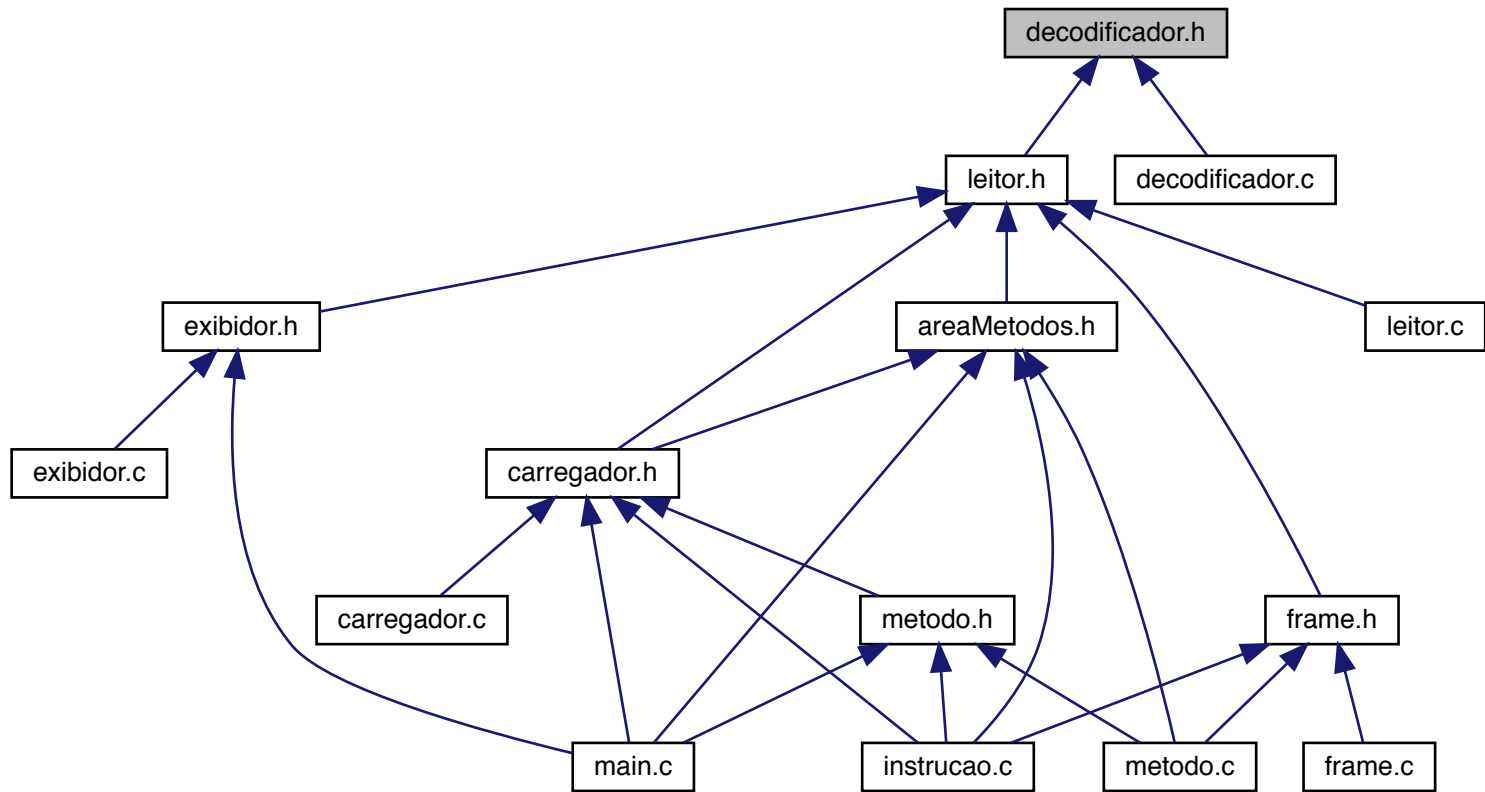 decodificador.h
leitor.h
decodificador.c
exibidor.h
areaMetodos.h
leitor.c
exibidor.c
carregador.h
carregador.c
metodo.h
frame.h
main.c
instrucao.c
metodo.c
frame.c